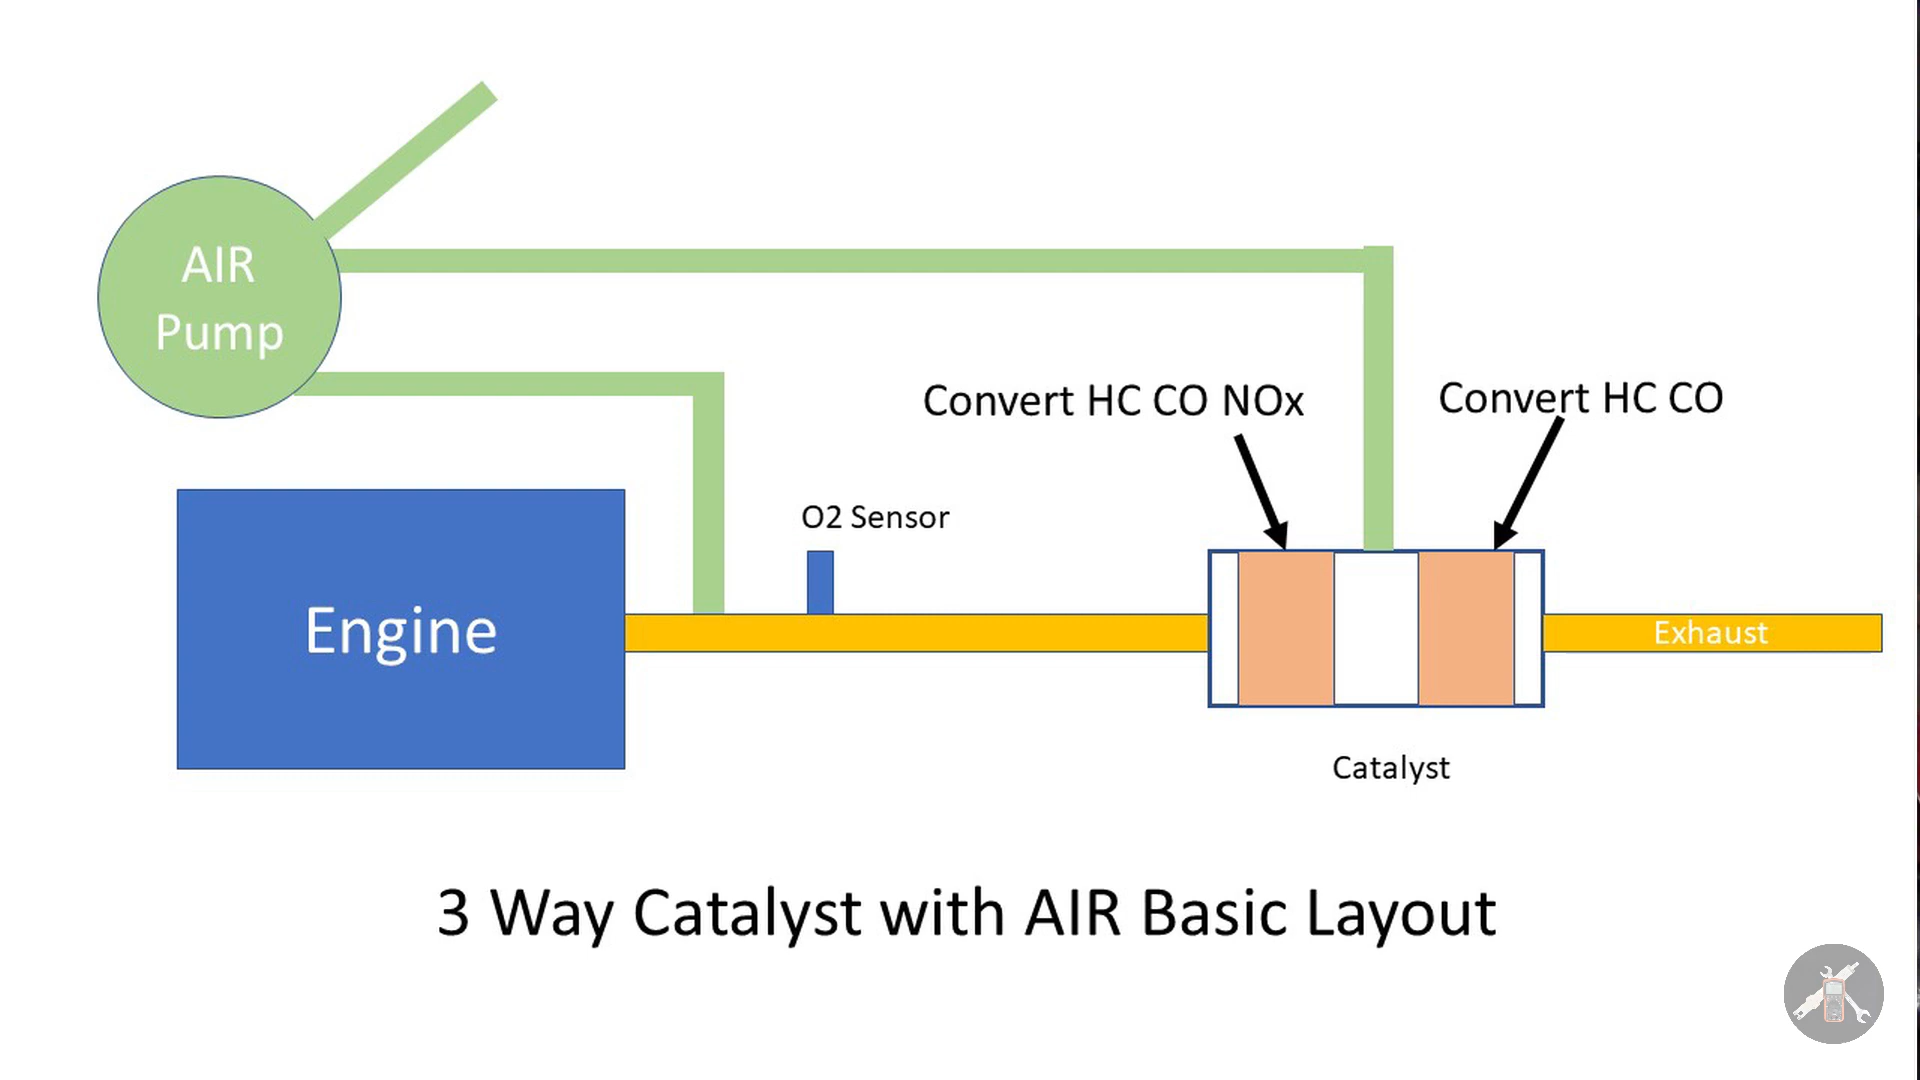 AIR
Pump
Convert HC CO NOx
Convert HC CO
O2 Sensor
Engine
Exhaust
Catalyst
3 Way Catalyst with AIR Basic Layout